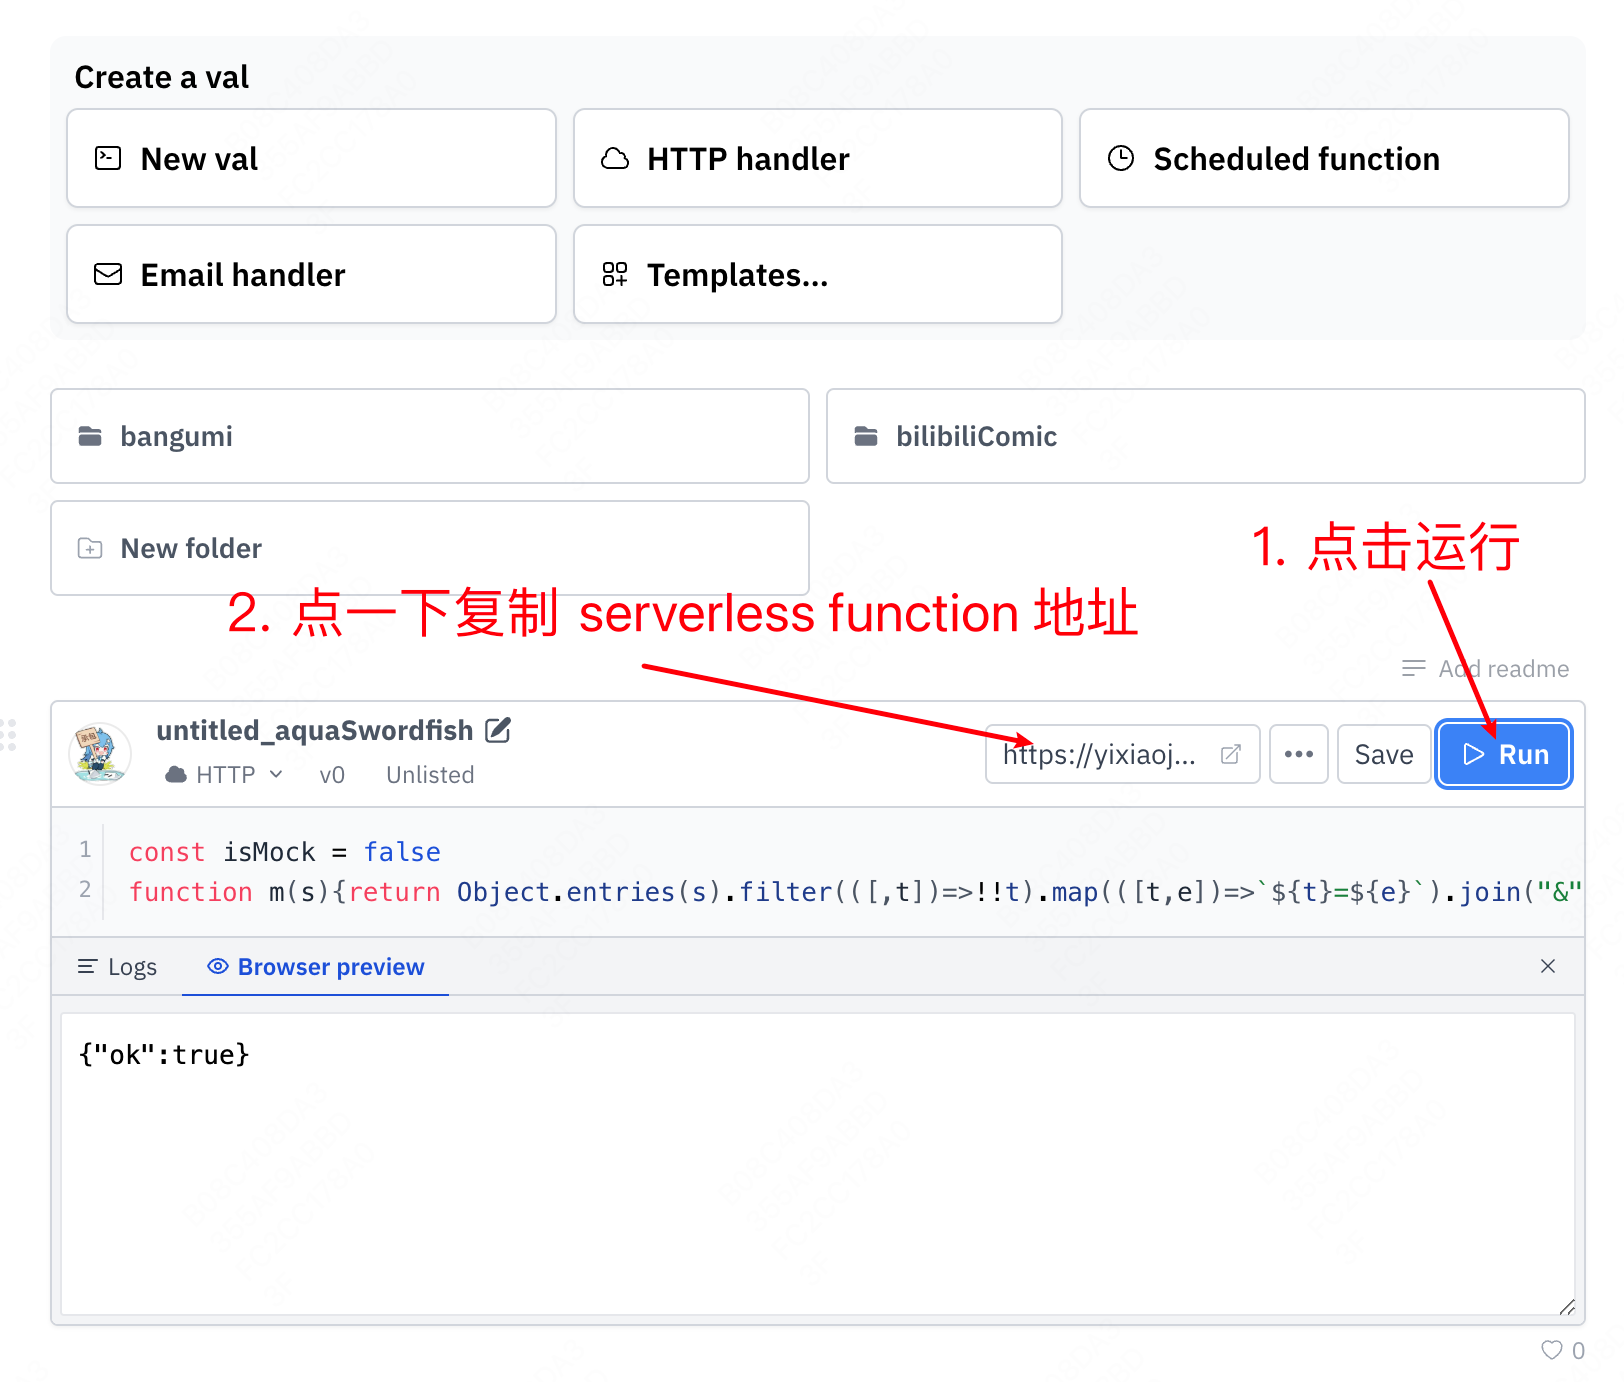 Create a val
New val
HTTP handler
Scheduled function
Email handler
Templates...
bangumi
bilibiliComic
New folder
1. 点击运行
2. 点一下复制 serverless function 地址
Add readme
untitled_aquaSwordfish
HTTP
v0
Unlisted
https://yixiaoj...
Save
Run
1 const isMock = false
2 function m(s){return Object.entries(s).filter(([,t])=>!!t).map(([t,e])=>`${t}=${e}`).join("&"
Logs
Browser preview
{"ok":true}
0